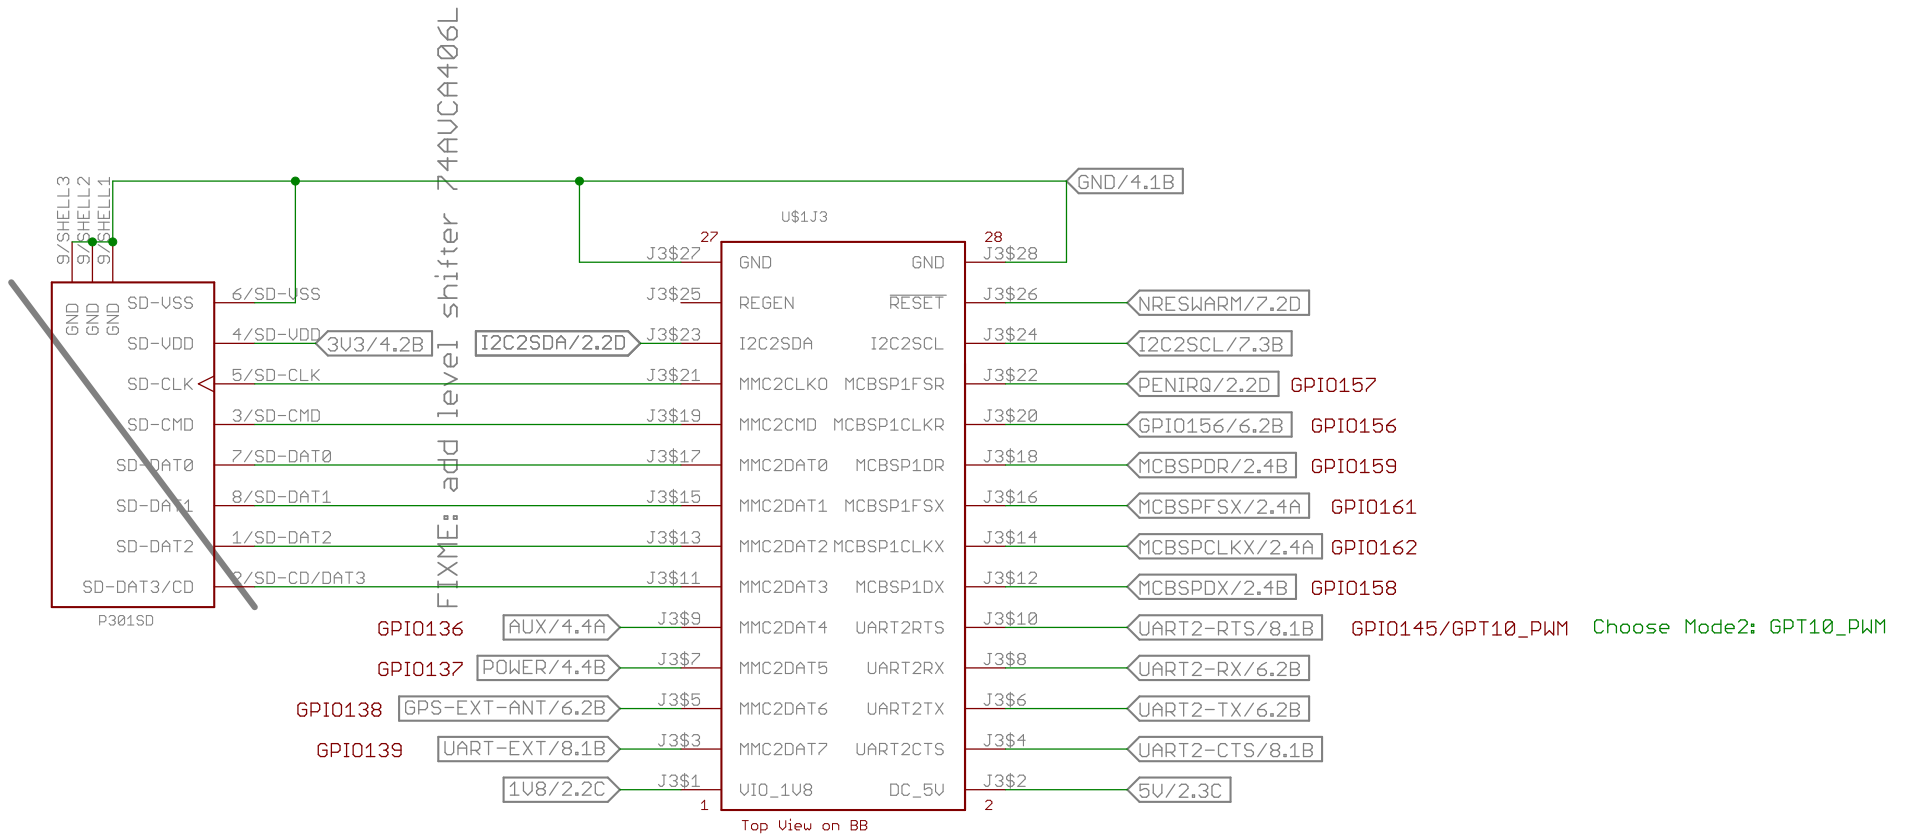 FIXME: add level shifter 74AVCA406L
9/SHELL3
9/SHELL2
9/SHELL1
GND
GND
GND
SD-VSS
SD-VDD
SD-CLK
SD-CMD
SD-DAT0
SD-DAT1
SD-DAT2
SD-DAT3/CD
P301SD
6/SD-VSS
4/SD-VDD
5/SD-CLK
3/SD-CMD
7/SD-DAT0
8/SD-DAT1
1/SD-DAT2
2/SD-CD/DAT3
3V3/4.2B
GND/4.1B
U$1J3
27
28
J3$27 GND GND J3$28
J3$25 REGEN RESET J3$26 NRESWARM/7.2D
I2C2SDA/2.2D J3$23 I2C2SDA I2C2SCL J3$24 I2C2SCL/7.3B
J3$21 MMC2CLKO MCBSP1FSR J3$22 PENIRQ/2.2D GPIO157
J3$19 MMC2CMD MCBSP1CLKR J3$20 GPIO156/6.2B GPIO156
J3$17 MMC2DAT0 MCBSP1DR J3$18 MCBSPDR/2.4B GPIO159
J3$15 MMC2DAT1 MCBSP1FSX J3$16 MCBSPFSX/2.4A GPIO161
J3$13 MMC2DAT2 MCBSP1CLKX J3$14 MCBSPCLKX/2.4A GPIO162
J3$11 MMC2DAT3 MCBSP1DX J3$12 MCBSPDX/2.4B GPIO158
GPIO136 AUX/4.4A J3$9 MMC2DAT4 UART2RTS J3$10 UART2-RTS/8.1B GPIO145/GPT10_PWM Choose Mode2: GPT10_PWM
GPIO137 POWER/4.4B J3$7 MMC2DAT5 UART2RX J3$8 UART2-RX/6.2B
GPIO138 GPS-EXT-ANT/6.2B J3$5 MMC2DAT6 UART2TX J3$6 UART2-TX/6.2B
GPIO139 UART-EXT/8.1B J3$3 MMC2DAT7 UART2CTS J3$4 UART2-CTS/8.1B
1V8/2.2C J3$1 VIO_1V8 DC_5V J3$2 5V/2.3C
1
2
Top View on BB